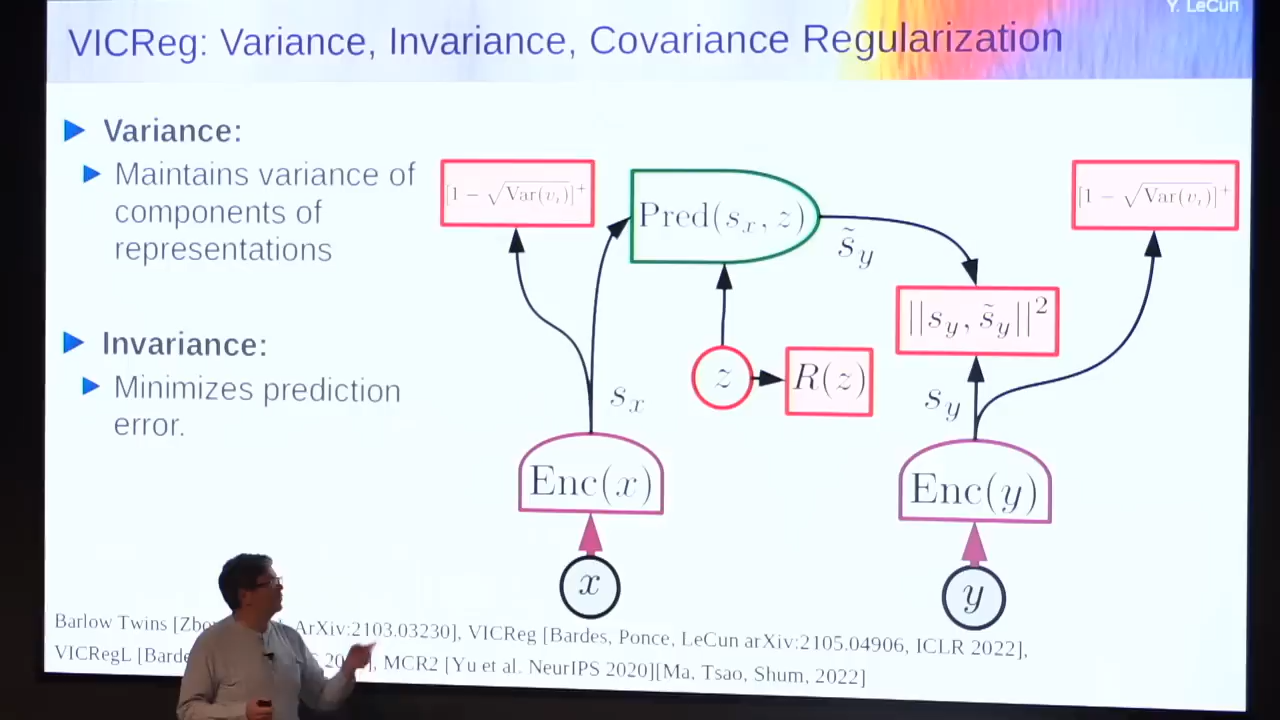 Y. LeCun
VICReg: Variance, Invariance, Covariance Regularization
Variance:
Maintains variance of
components of
representations
Invariance:
Minimizes prediction
error.
[1 − √Var(v_i)]⁺
Pred(s_x, z)
s̃_y
[1 − √Var(v_i)]⁺
||s_y, s̃_y||²
z
R(z)
s_x
s_y
Enc(x)
Enc(y)
x
y
Barlow Twins ArXiv:2103.03230], VICReg [Bardes, Ponce, LeCun arXiv:2105.04906, ICLR 2022],
VICRegL MCR2 [Yu et al. NeurIPS 2020][Ma, Tsao, Shum, 2022]